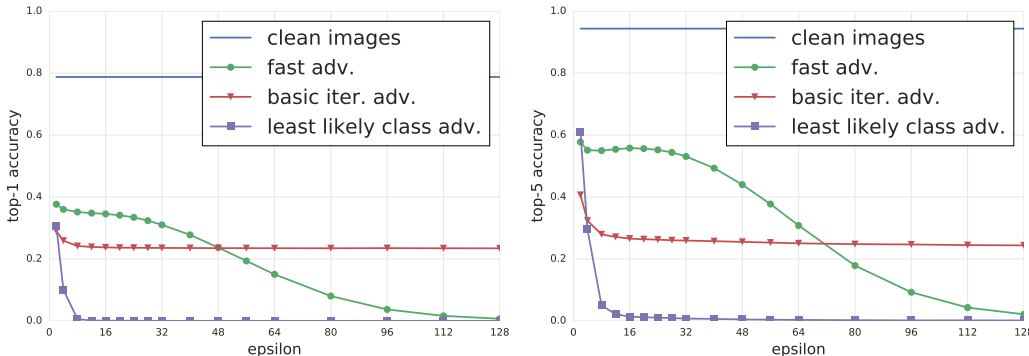 1.0
0.8
0.6
0.4
0.2
0.0
top-1 accuracy
clean images
fast adv.
basic iter. adv.
least likely class adv.
0 16 32 48 64 80 96 112 128
epsilon
1.0
0.8
0.6
0.4
0.2
0.0
top-5 accuracy
clean images
fast adv.
basic iter. adv.
least likely class adv.
0 16 32 48 64 80 96 112 128
epsilon